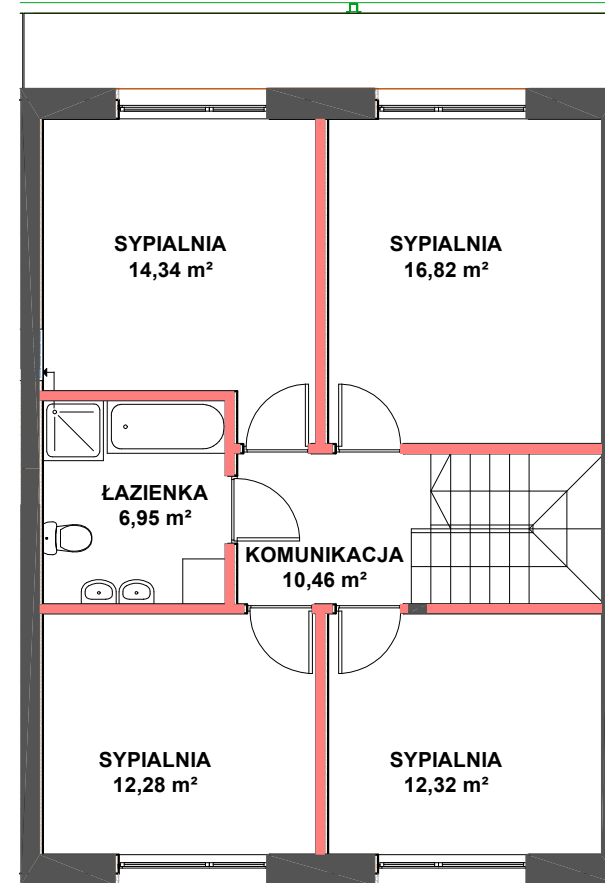 SYPIALNIA
14,34 m²
SYPIALNIA
16,82 m²
ŁAZIENKA
6,95 m²
KOMUNIKACJA
10,46 m²
SYPIALNIA
12,28 m²
SYPIALNIA
12,32 m²